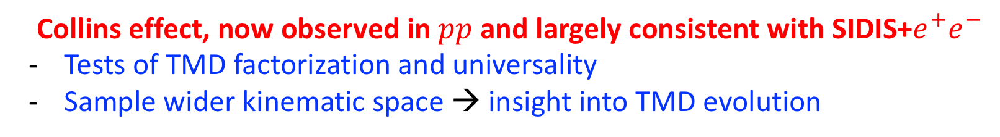 Collins effect, now observed in pp and largely consistent with SIDIS+e⁺e⁻
- Tests of TMD factorization and universality
- Sample wider kinematic space → insight into TMD evolution